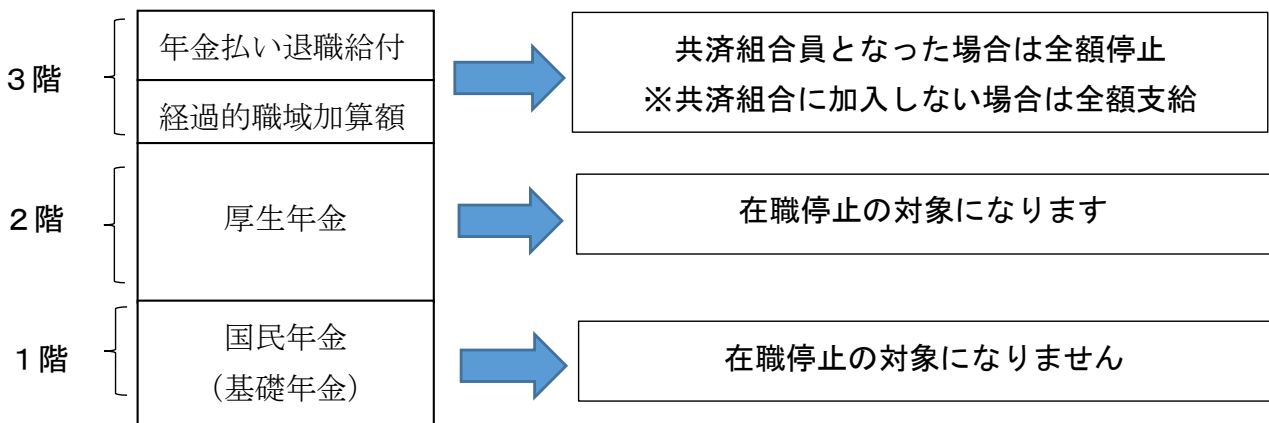 3階
年金払い退職給付
経過的職域加算額
共済組合員となった場合は全額停止
※共済組合に加入しない場合は全額支給
2階
厚生年金
在職停止の対象になります
1階
国民年金
(基礎年金)
在職停止の対象になりません